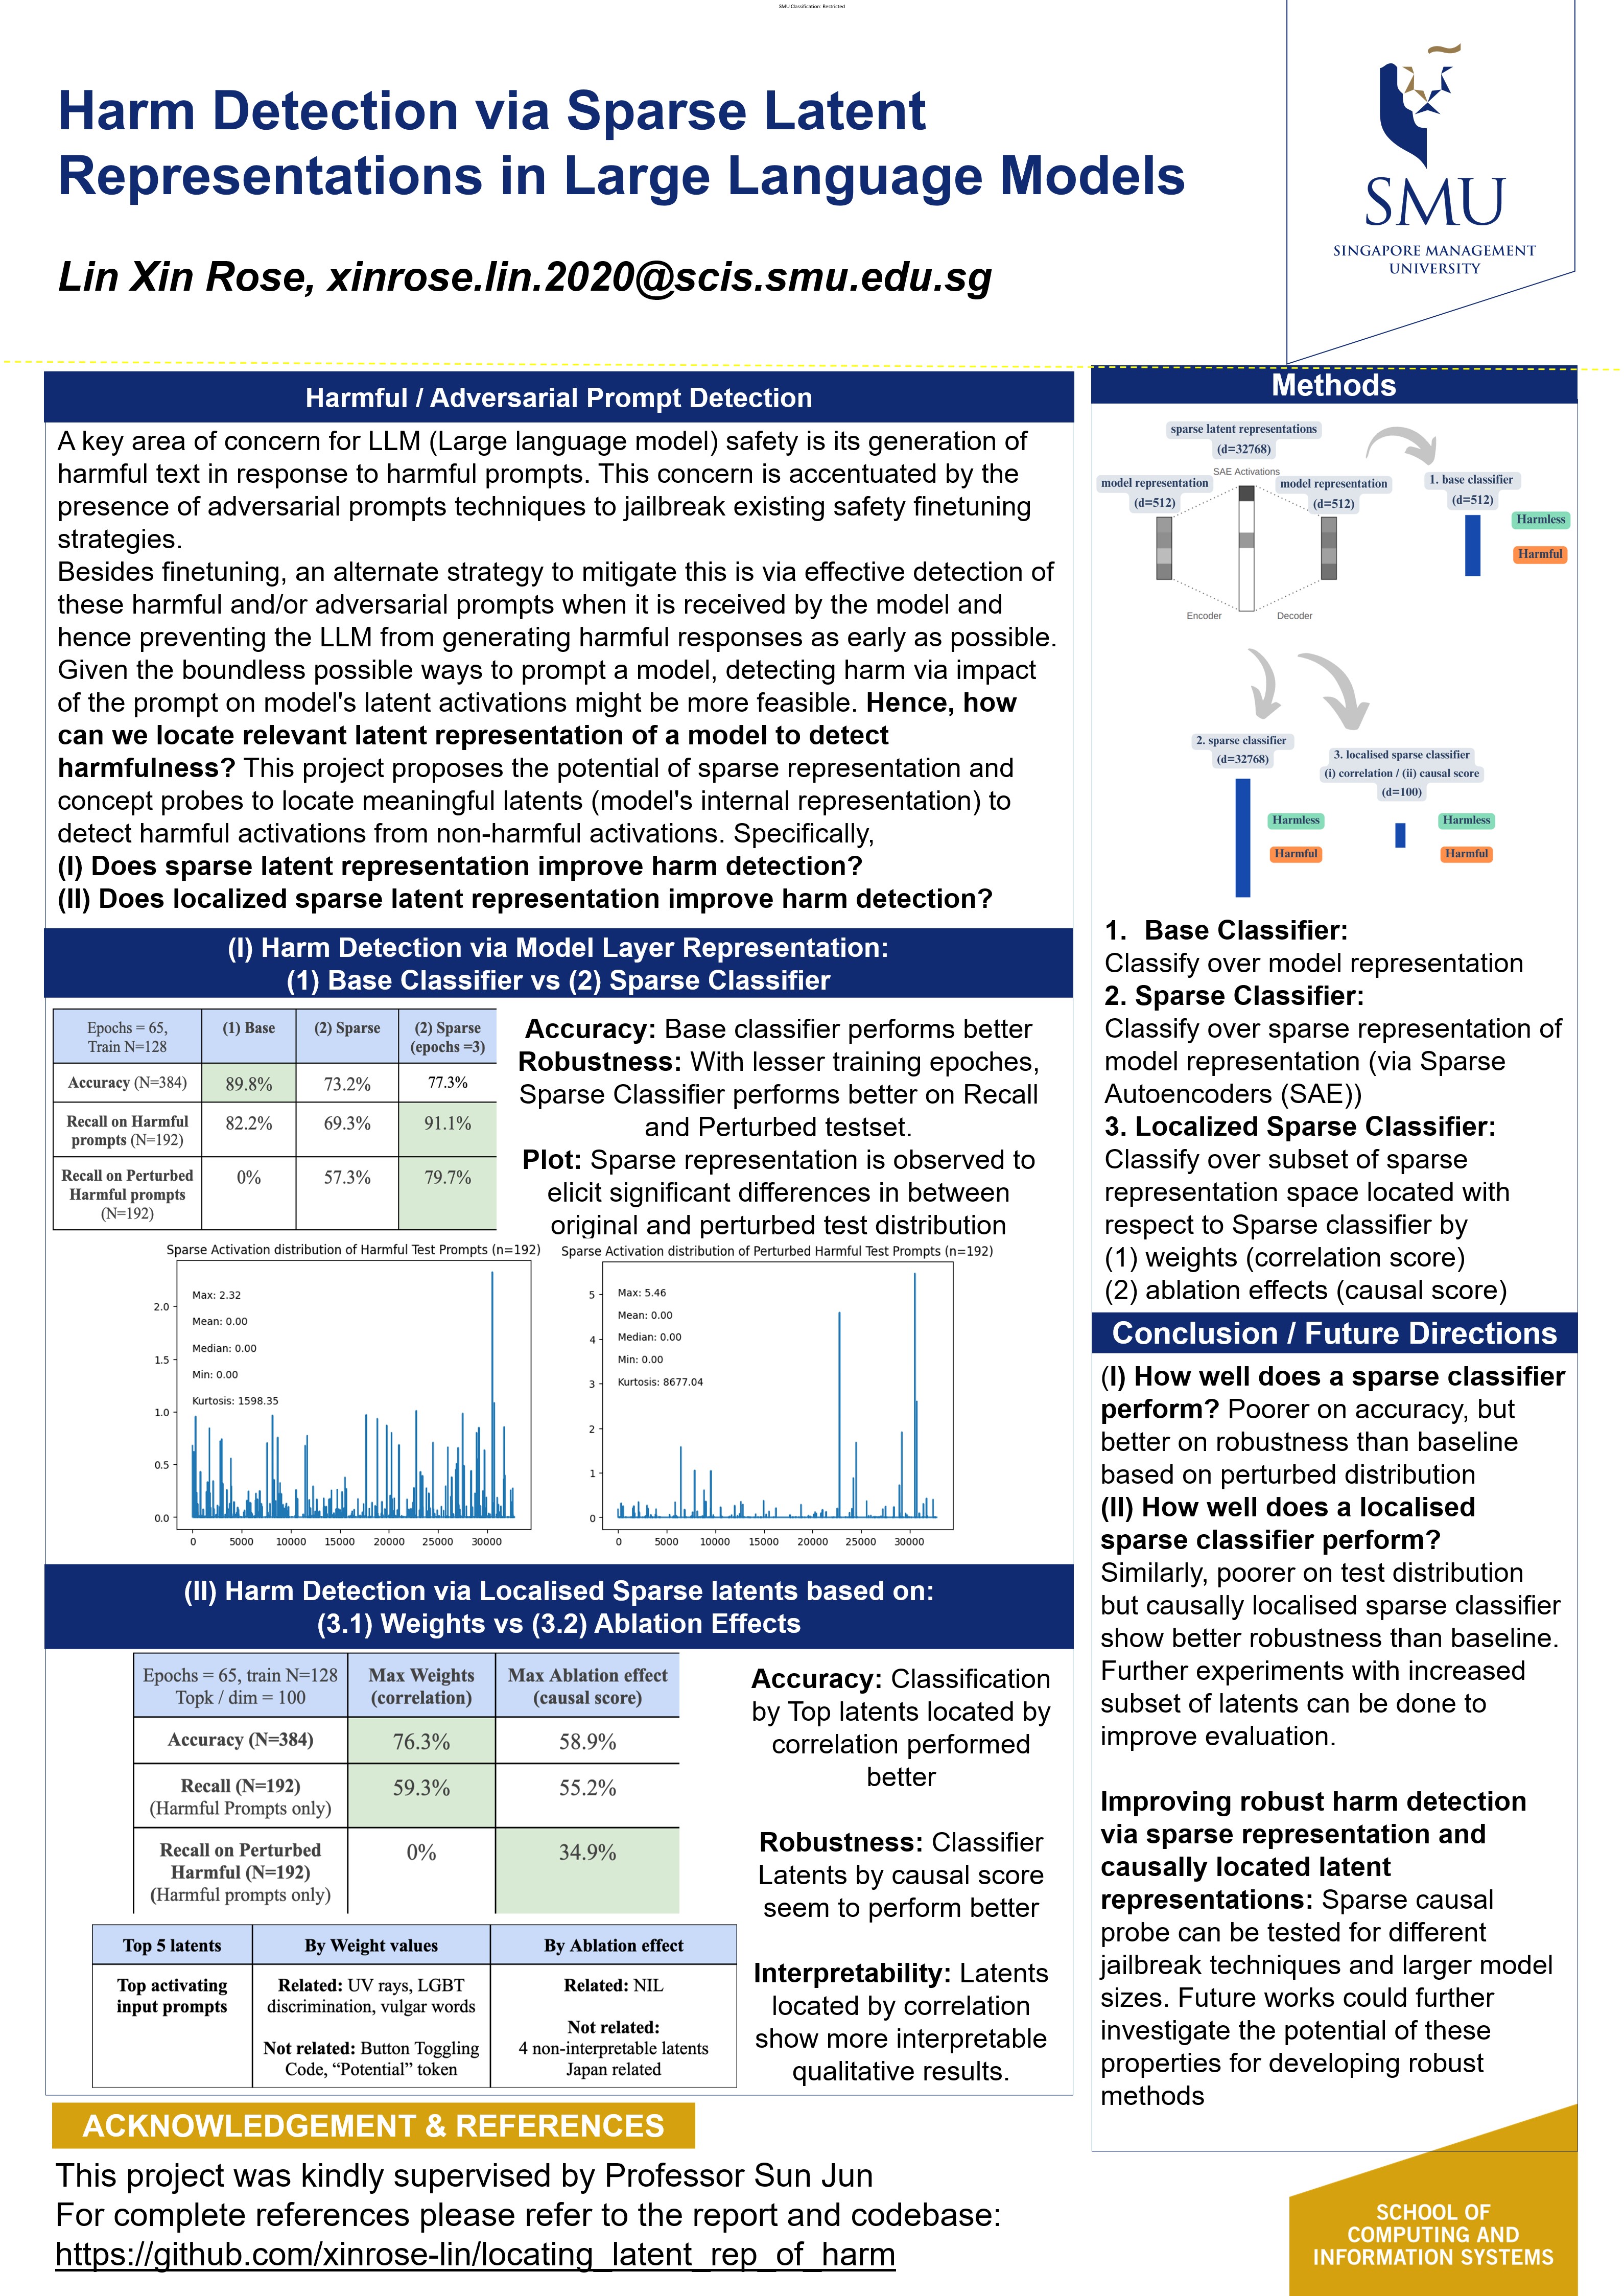 SMU Classification: Restricted
Harm Detection via Sparse Latent
Representations in Large Language Models
Lin Xin Rose, xinrose.lin.2020@scis.smu.edu.sg
SMU
SINGAPORE MANAGEMENT
UNIVERSITY
Harmful / Adversarial Prompt Detection
A key area of concern for LLM (Large language model) safety is its generation of
harmful text in response to harmful prompts. This concern is accentuated by the
presence of adversarial prompts techniques to jailbreak existing safety finetuning
strategies.
Besides finetuning, an alternate strategy to mitigate this is via effective detection of
these harmful and/or adversarial prompts when it is received by the model and
hence preventing the LLM from generating harmful responses as early as possible.
Given the boundless possible ways to prompt a model, detecting harm via impact
of the prompt on model's latent activations might be more feasible. Hence, how
can we locate relevant latent representation of a model to detect
harmfulness? This project proposes the potential of sparse representation and
concept probes to locate meaningful latents (model's internal representation) to
detect harmful activations from non-harmful activations. Specifically,
(I) Does sparse latent representation improve harm detection?
(II) Does localized sparse latent representation improve harm detection?
(I) Harm Detection via Model Layer Representation:
(1) Base Classifier vs (2) Sparse Classifier
Epochs = 65,
Train N=128
(1) Base
(2) Sparse
(2) Sparse
(epochs =3)
Accuracy (N=384)
89.8%
73.2%
77.3%
Recall on Harmful
prompts (N=192)
82.2%
69.3%
91.1%
Recall on Perturbed
Harmful prompts
(N=192)
0%
57.3%
79.7%
Accuracy: Base classifier performs better
Robustness: With lesser training epoches,
Sparse Classifier performs better on Recall
and Perturbed testset.
Plot: Sparse representation is observed to
elicit significant differences in between
original and perturbed test distribution
Sparse Activation distribution of Harmful Test Prompts (n=192)
Max: 2.32
Mean: 0.00
Median: 0.00
Min: 0.00
Kurtosis: 1598.35
2.0
1.5
1.0
0.5
0.0
0 5000 10000 15000 20000 25000 30000
Sparse Activation distribution of Perturbed Harmful Test Prompts (n=192)
Max: 5.46
Mean: 0.00
Median: 0.00
Min: 0.00
Kurtosis: 8677.04
5
4
3
2
1
0
0 5000 10000 15000 20000 25000 30000
(II) Harm Detection via Localised Sparse latents based on:
(3.1) Weights vs (3.2) Ablation Effects
Epochs = 65, train N=128
Topk / dim = 100
Max Weights
(correlation)
Max Ablation effect
(causal score)
Accuracy (N=384)
76.3%
58.9%
Recall (N=192)
(Harmful Prompts only)
59.3%
55.2%
Recall on Perturbed
Harmful (N=192)
(Harmful prompts only)
0%
34.9%
Top 5 latents
By Weight values
By Ablation effect
Top activating
input prompts
Related: UV rays, LGBT
discrimination, vulgar words
Not related: Button Toggling
Code, “Potential” token
Related: NIL
Not related:
4 non-interpretable latents
Japan related
Accuracy: Classification
by Top latents located by
correlation performed
better
Robustness: Classifier
Latents by causal score
seem to perform better
Interpretability: Latents
located by correlation
show more interpretable
qualitative results.
Methods
sparse latent representations
(d=32768)
SAE Activations
model representation
(d=512)
model representation
(d=512)
Encoder
Decoder
1. base classifier
(d=512)
Harmless
Harmful
2. sparse classifier
(d=32768)
Harmless
Harmful
3. localised sparse classifier
(i) correlation / (ii) causal score
(d=100)
Harmless
Harmful
1. Base Classifier:
Classify over model representation
2. Sparse Classifier:
Classify over sparse representation of
model representation (via Sparse
Autoencoders (SAE))
3. Localized Sparse Classifier:
Classify over subset of sparse
representation space located with
respect to Sparse classifier by
(1) weights (correlation score)
(2) ablation effects (causal score)
Conclusion / Future Directions
(I) How well does a sparse classifier
perform? Poorer on accuracy, but
better on robustness than baseline
based on perturbed distribution
(II) How well does a localised
sparse classifier perform?
Similarly, poorer on test distribution
but causally localised sparse classifier
show better robustness than baseline.
Further experiments with increased
subset of latents can be done to
improve evaluation.
Improving robust harm detection
via sparse representation and
causally located latent
representations: Sparse causal
probe can be tested for different
jailbreak techniques and larger model
sizes. Future works could further
investigate the potential of these
properties for developing robust
methods
ACKNOWLEDGEMENT & REFERENCES
This project was kindly supervised by Professor Sun Jun
For complete references please refer to the report and codebase:
https://github.com/xinrose-lin/locating_latent_rep_of_harm
SCHOOL OF
COMPUTING AND
INFORMATION SYSTEMS